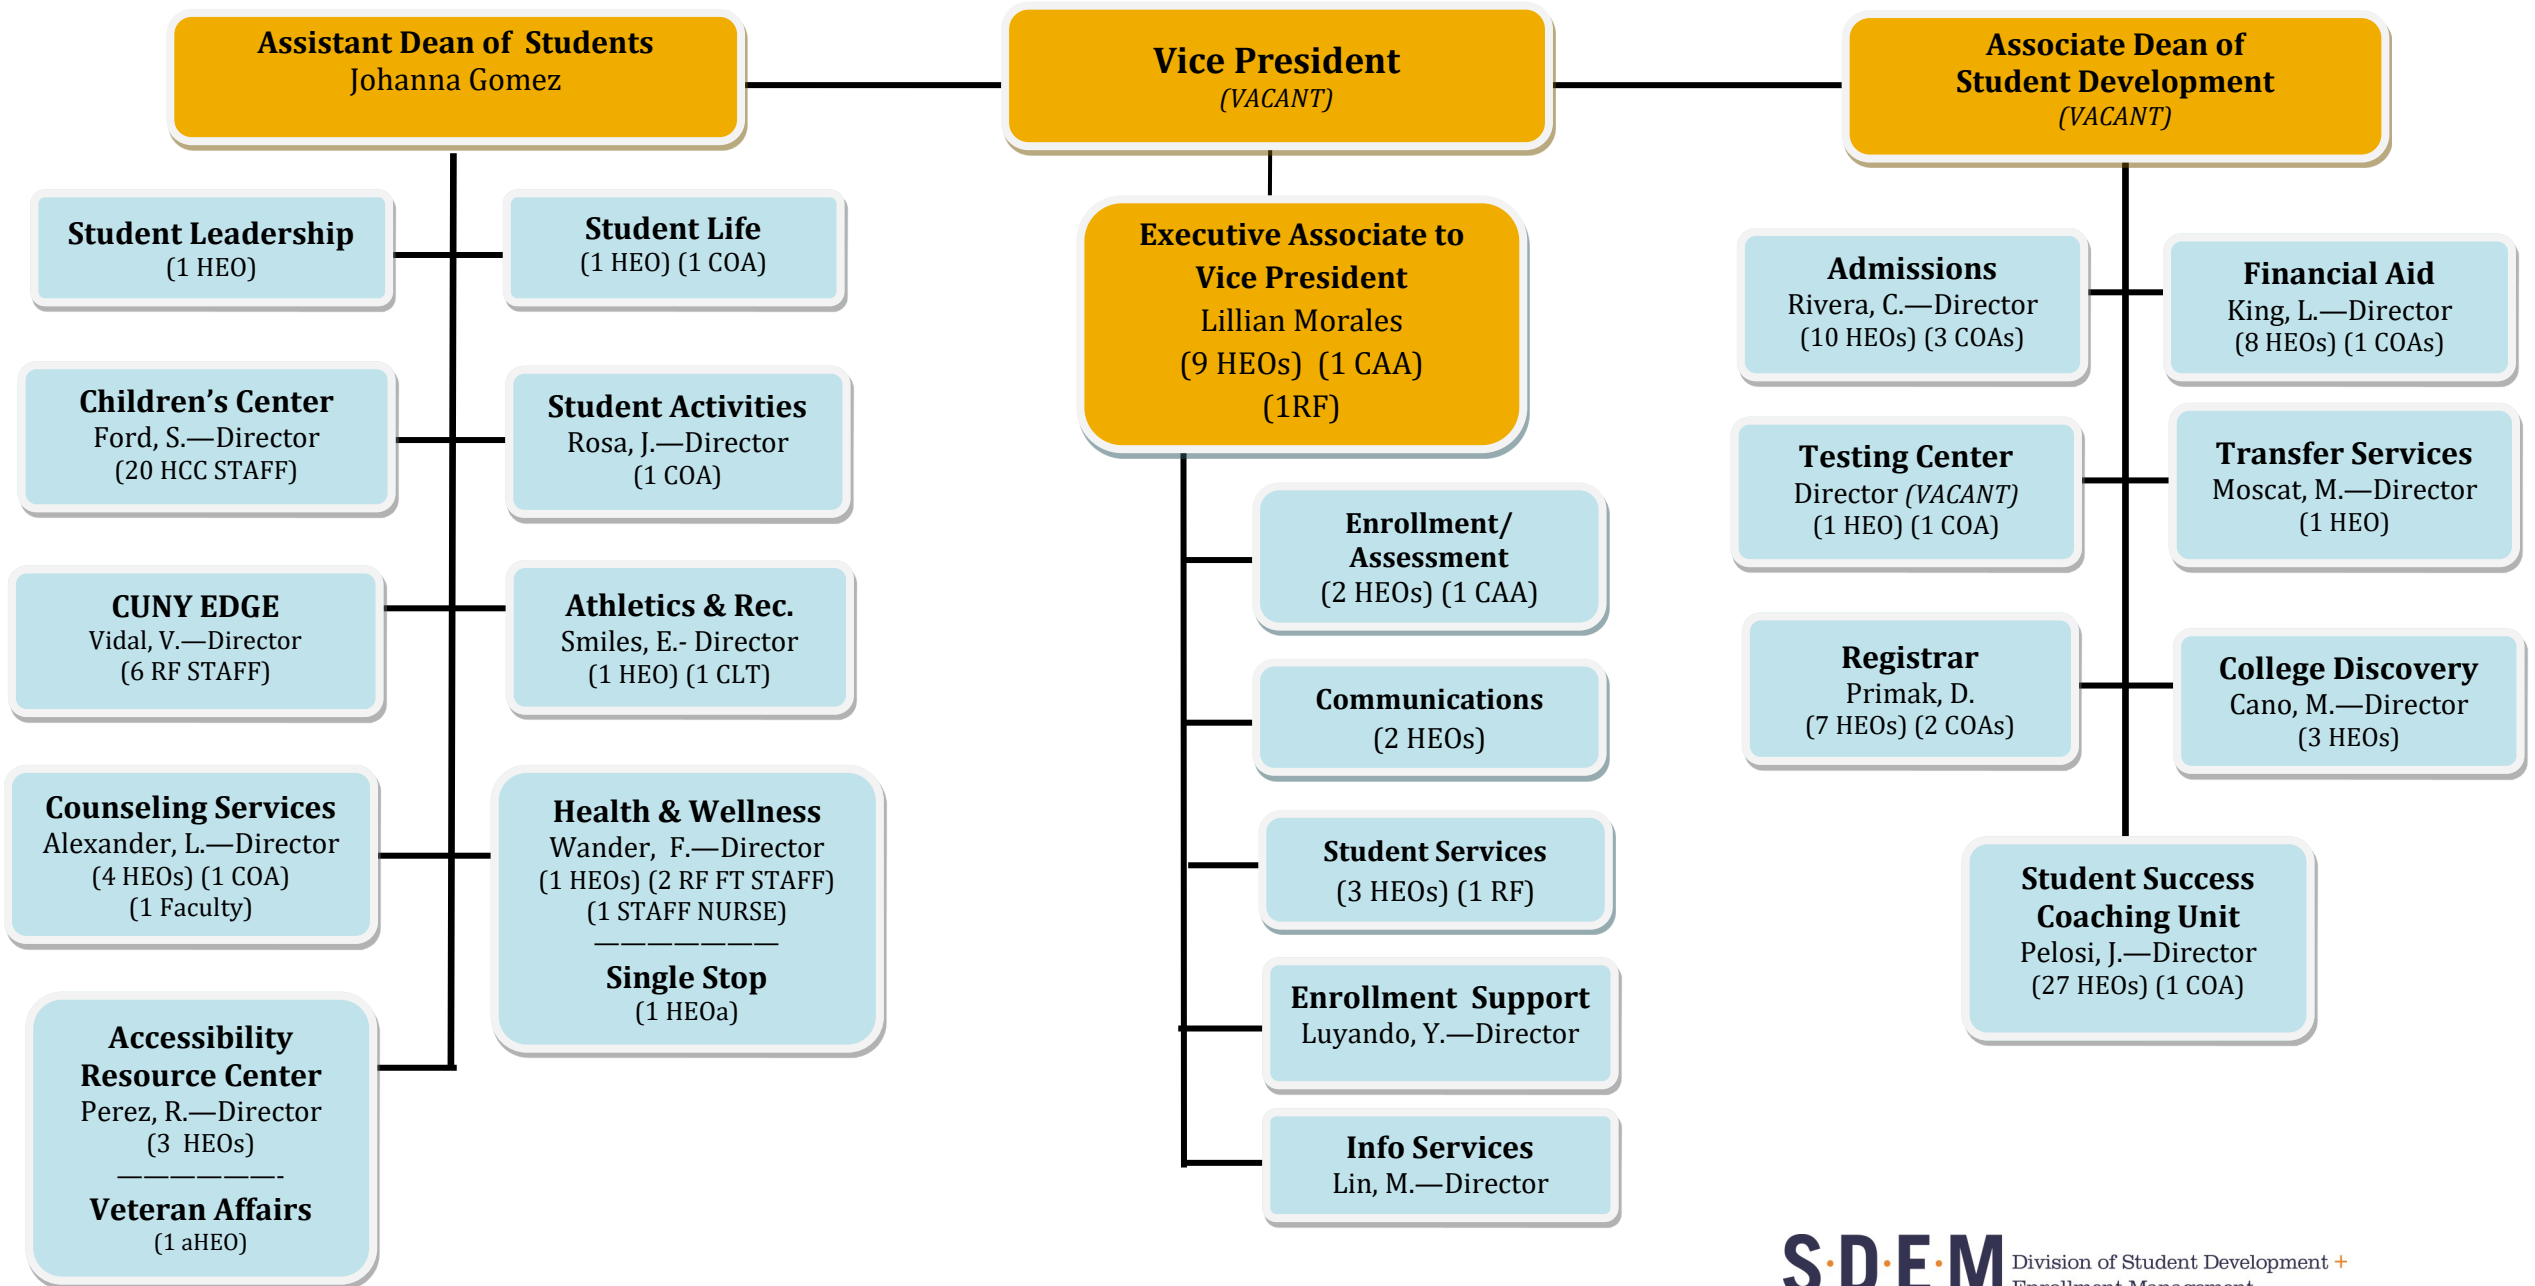 Assistant Dean of Students
Johanna Gomez
Vice President
(VACANT)
Associate Dean of
Student Development
(VACANT)
Student Leadership
(1 HEO)
Student Life
(1 HEO) (1 COA)
Children's Center
Ford, S.—Director
(20 HCC STAFF)
Student Activities
Rosa, J.—Director
(1 COA)
CUNY EDGE
Vidal, V.—Director
(6 RF STAFF)
Athletics & Rec.
Smiles, E.- Director
(1 HEO) (1 CLT)
Counseling Services
Alexander, L.—Director
(4 HEOs) (1 COA)
(1 Faculty)
Health & Wellness
Wander, F.—Director
(1 HEOs) (2 RF FT STAFF)
(1 STAFF NURSE)
———————
Single Stop
(1 HEOa)
Accessibility
Resource Center
Perez, R.—Director
(3 HEOs)
——————-
Veteran Affairs
(1 aHEO)
Executive Associate to
Vice President
Lillian Morales
(9 HEOs) (1 CAA)
(1RF)
Enrollment/
Assessment
(2 HEOs) (1 CAA)
Communications
(2 HEOs)
Student Services
(3 HEOs) (1 RF)
Enrollment Support
Luyando, Y.—Director
Info Services
Lin, M.—Director
Admissions
Rivera, C.—Director
(10 HEOs) (3 COAs)
Financial Aid
King, L.—Director
(8 HEOs) (1 COAs)
Testing Center
Director (VACANT)
(1 HEO) (1 COA)
Transfer Services
Moscat, M.—Director
(1 HEO)
Registrar
Primak, D.
(7 HEOs) (2 COAs)
College Discovery
Cano, M.—Director
(3 HEOs)
Student Success
Coaching Unit
Pelosi, J.—Director
(27 HEOs) (1 COA)
S·D·E·M
Division of Student Development +
Enrollment Management